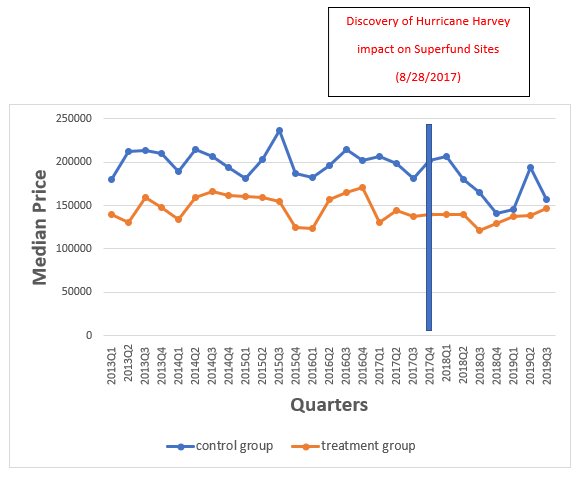 Discovery of Hurricane Harvey
impact on Superfund Sites
(8/28/2017)
250000
200000
150000
100000
50000
0
Median Price
2013Q1
2013Q2
2013Q3
2013Q4
2014Q1
2014Q2
2014Q3
2014Q4
2015Q1
2015Q2
2015Q3
2015Q4
2016Q1
2016Q2
2016Q3
2016Q4
2017Q1
2017Q2
2017Q3
2017Q4
2018Q1
2018Q2
2018Q3
2018Q4
2019Q1
2019Q2
2019Q3
Quarters
control group
treatment group